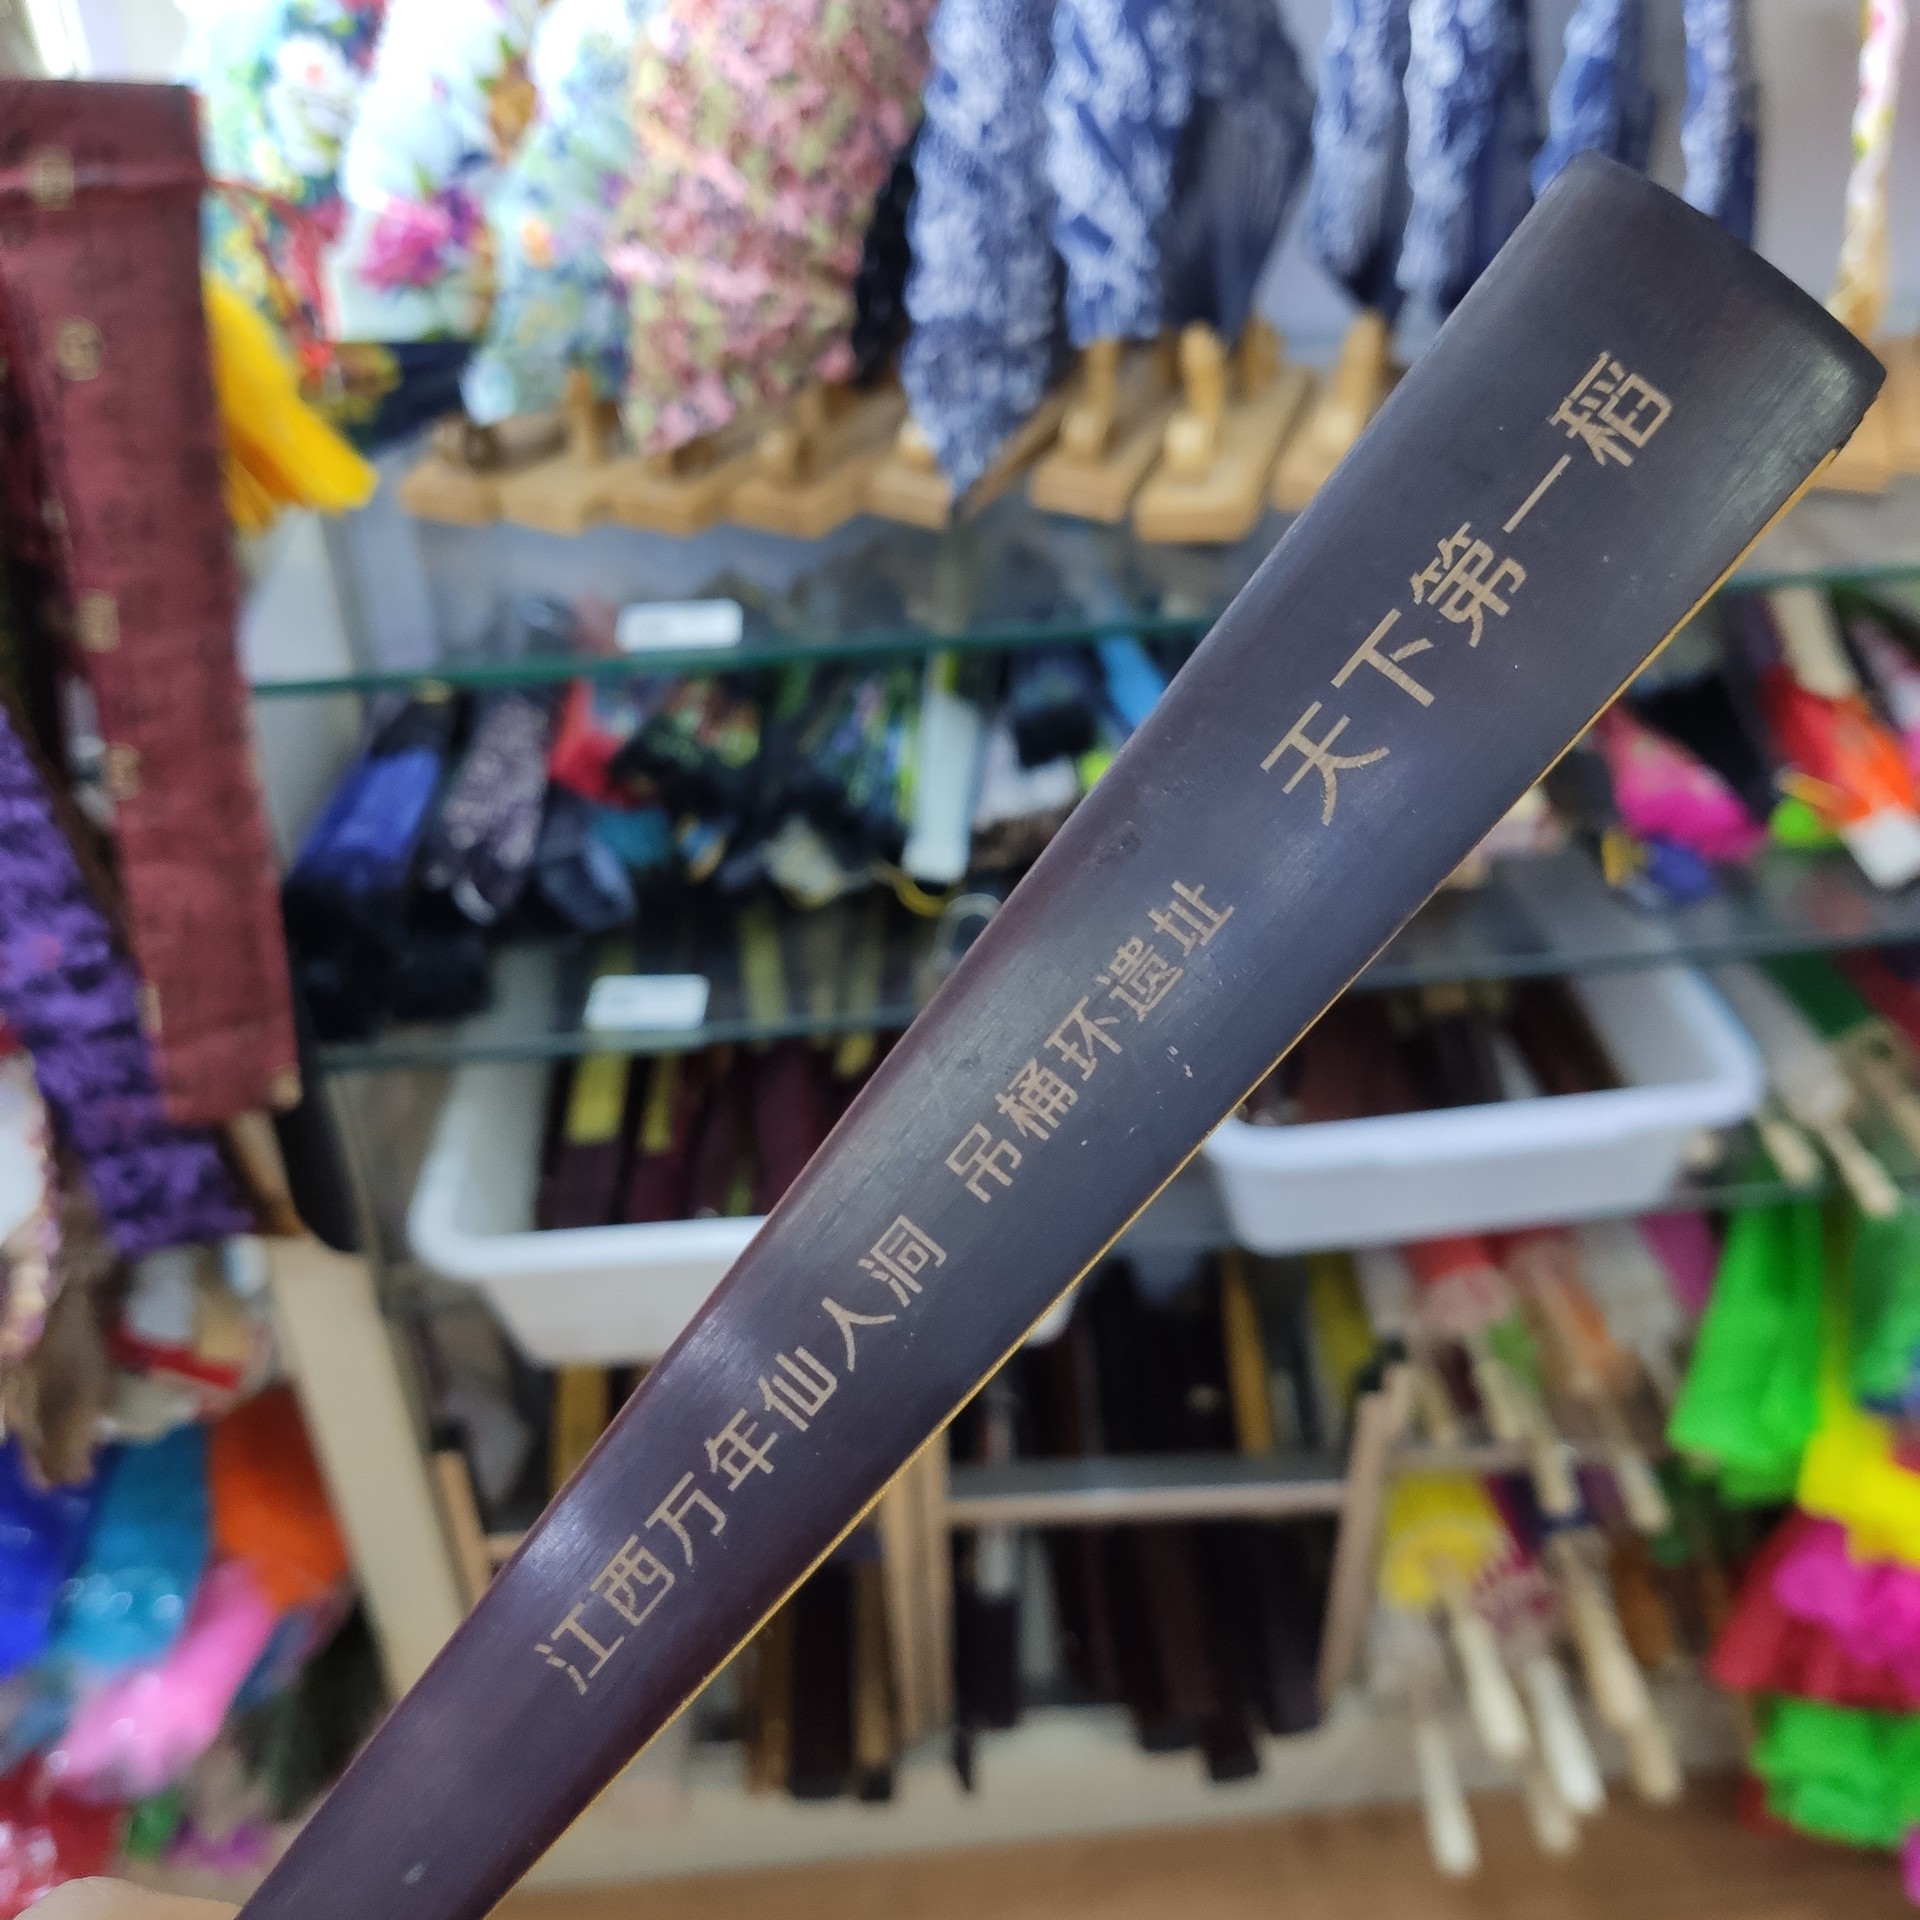 江西万年仙人洞 吊桶环遗址 天下第一稻